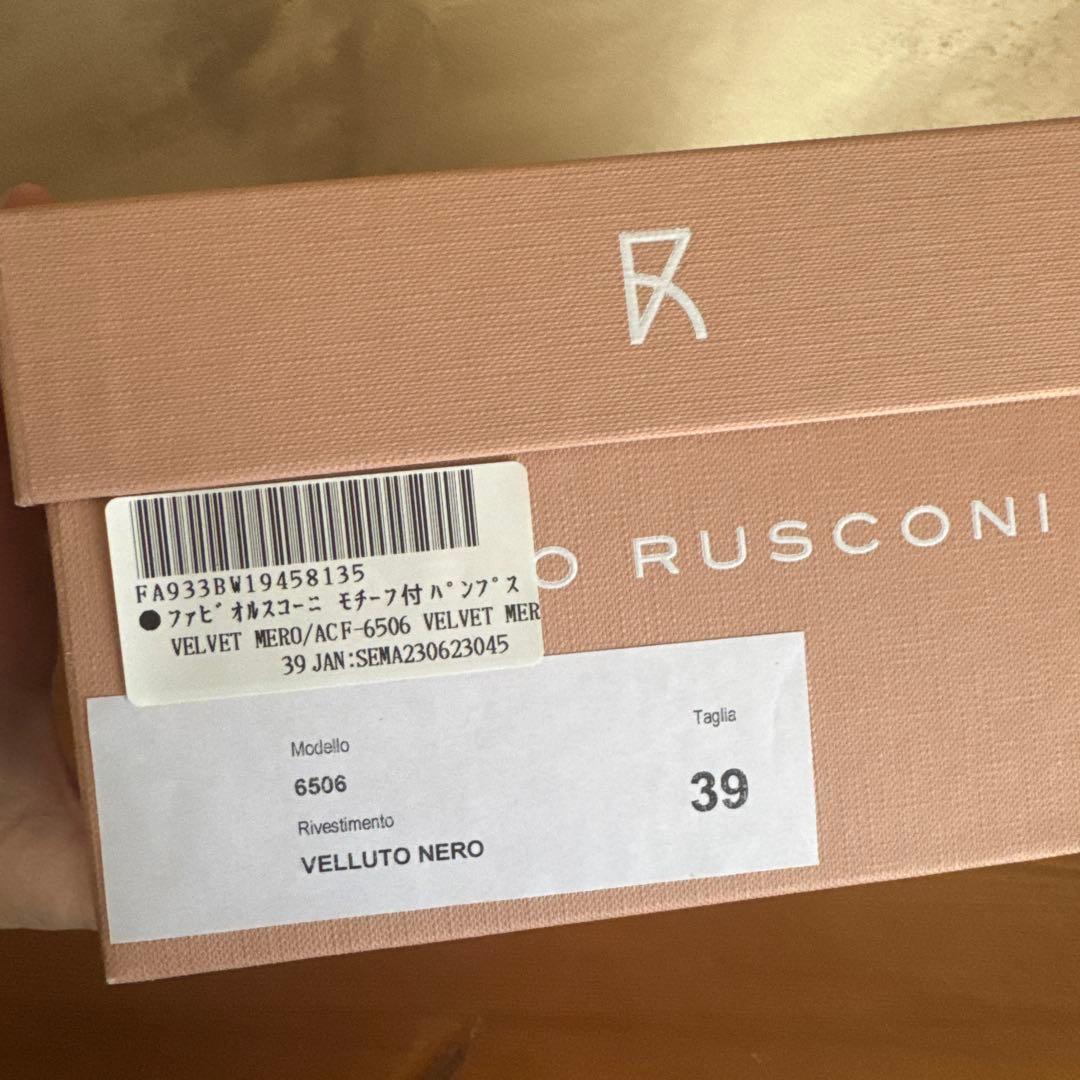 O RUSCONI
FA933BW19458135
●ファビオルスコーニ モチーフ付パンプス
VELVET MERO/ACF-6506 VELVET MER
39 JAN:SEMA230623045
Modello
6506
Rivestimento
VELLUTO NERO
Taglia
39